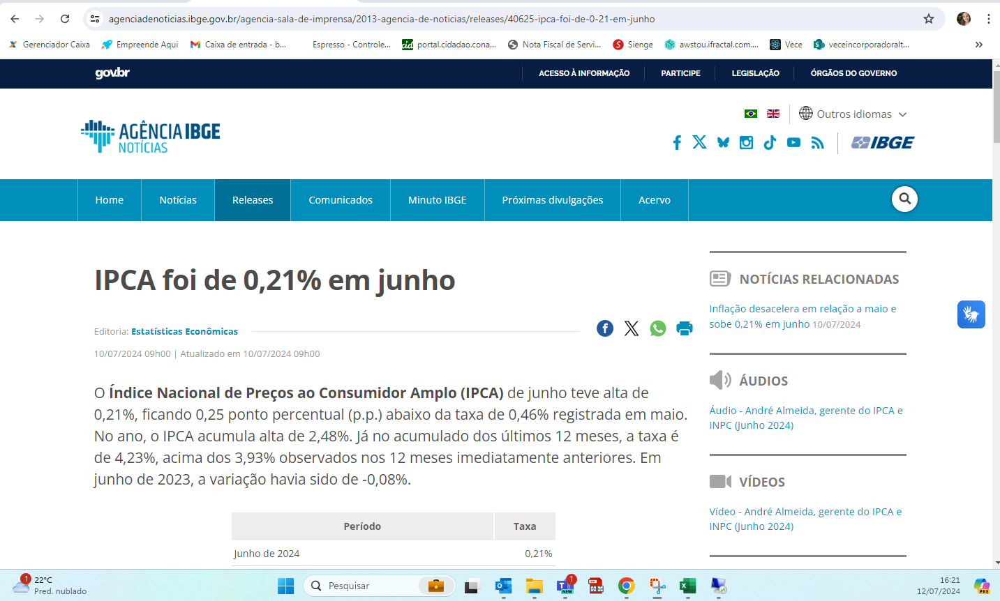 agenciadenoticias.ibge.gov.br/agencia-sala-de-imprensa/2013-agencia-de-noticias/releases/40625-ipca-foi-de-0-21-em-junho
Gerenciador Caixa
Empreende Aqui
Caixa de entrada - b...
Espresso - Controle...
cid
portal.cidadao.cona...
Nota Fiscal de Servi...
S
Sienge
awstou.ifractal.com....
Vece
S
veceincorporadoralt...
»
gov.br
ACESSO À INFORMAÇÃO
PARTICIPE
LEGISLAÇÃO
ÓRGÃOS DO GOVERNO
Outros idiomas
AGÊNCIA IBGE
NOTÍCIAS
IBGE
Home
Notícias
Releases
Comunicados
Minuto IBGE
Próximas divulgações
Acervo
IPCA foi de 0,21% em junho
Editoria: Estatísticas Econômicas
10/07/2024 09h00 | Atualizado em 10/07/2024 09h00
O Índice Nacional de Preços ao Consumidor Amplo (IPCA) de junho teve alta de
0,21%, ficando 0,25 ponto percentual (p.p.) abaixo da taxa de 0,46% registrada em maio.
No ano, o IPCA acumula alta de 2,48%. Já no acumulado dos últimos 12 meses, a taxa é
de 4,23%, acima dos 3,93% observados nos 12 meses imediatamente anteriores. Em
junho de 2023, a variação havia sido de -0,08%.
Período
Taxa
Junho de 2024
0,21%
NOTÍCIAS RELACIONADAS
Inflação desacelera em relação a maio e
sobe 0,21% em junho 10/07/2024
ÁUDIOS
Áudio - André Almeida, gerente do IPCA e
INPC (Junho 2024)
VÍDEOS
Vídeo - André Almeida, gerente do IPCA e
INPC (Junho 2024)
1
22°C
Pred. nublado
Pesquisar
1
NEW
16:21
12/07/2024
PRE